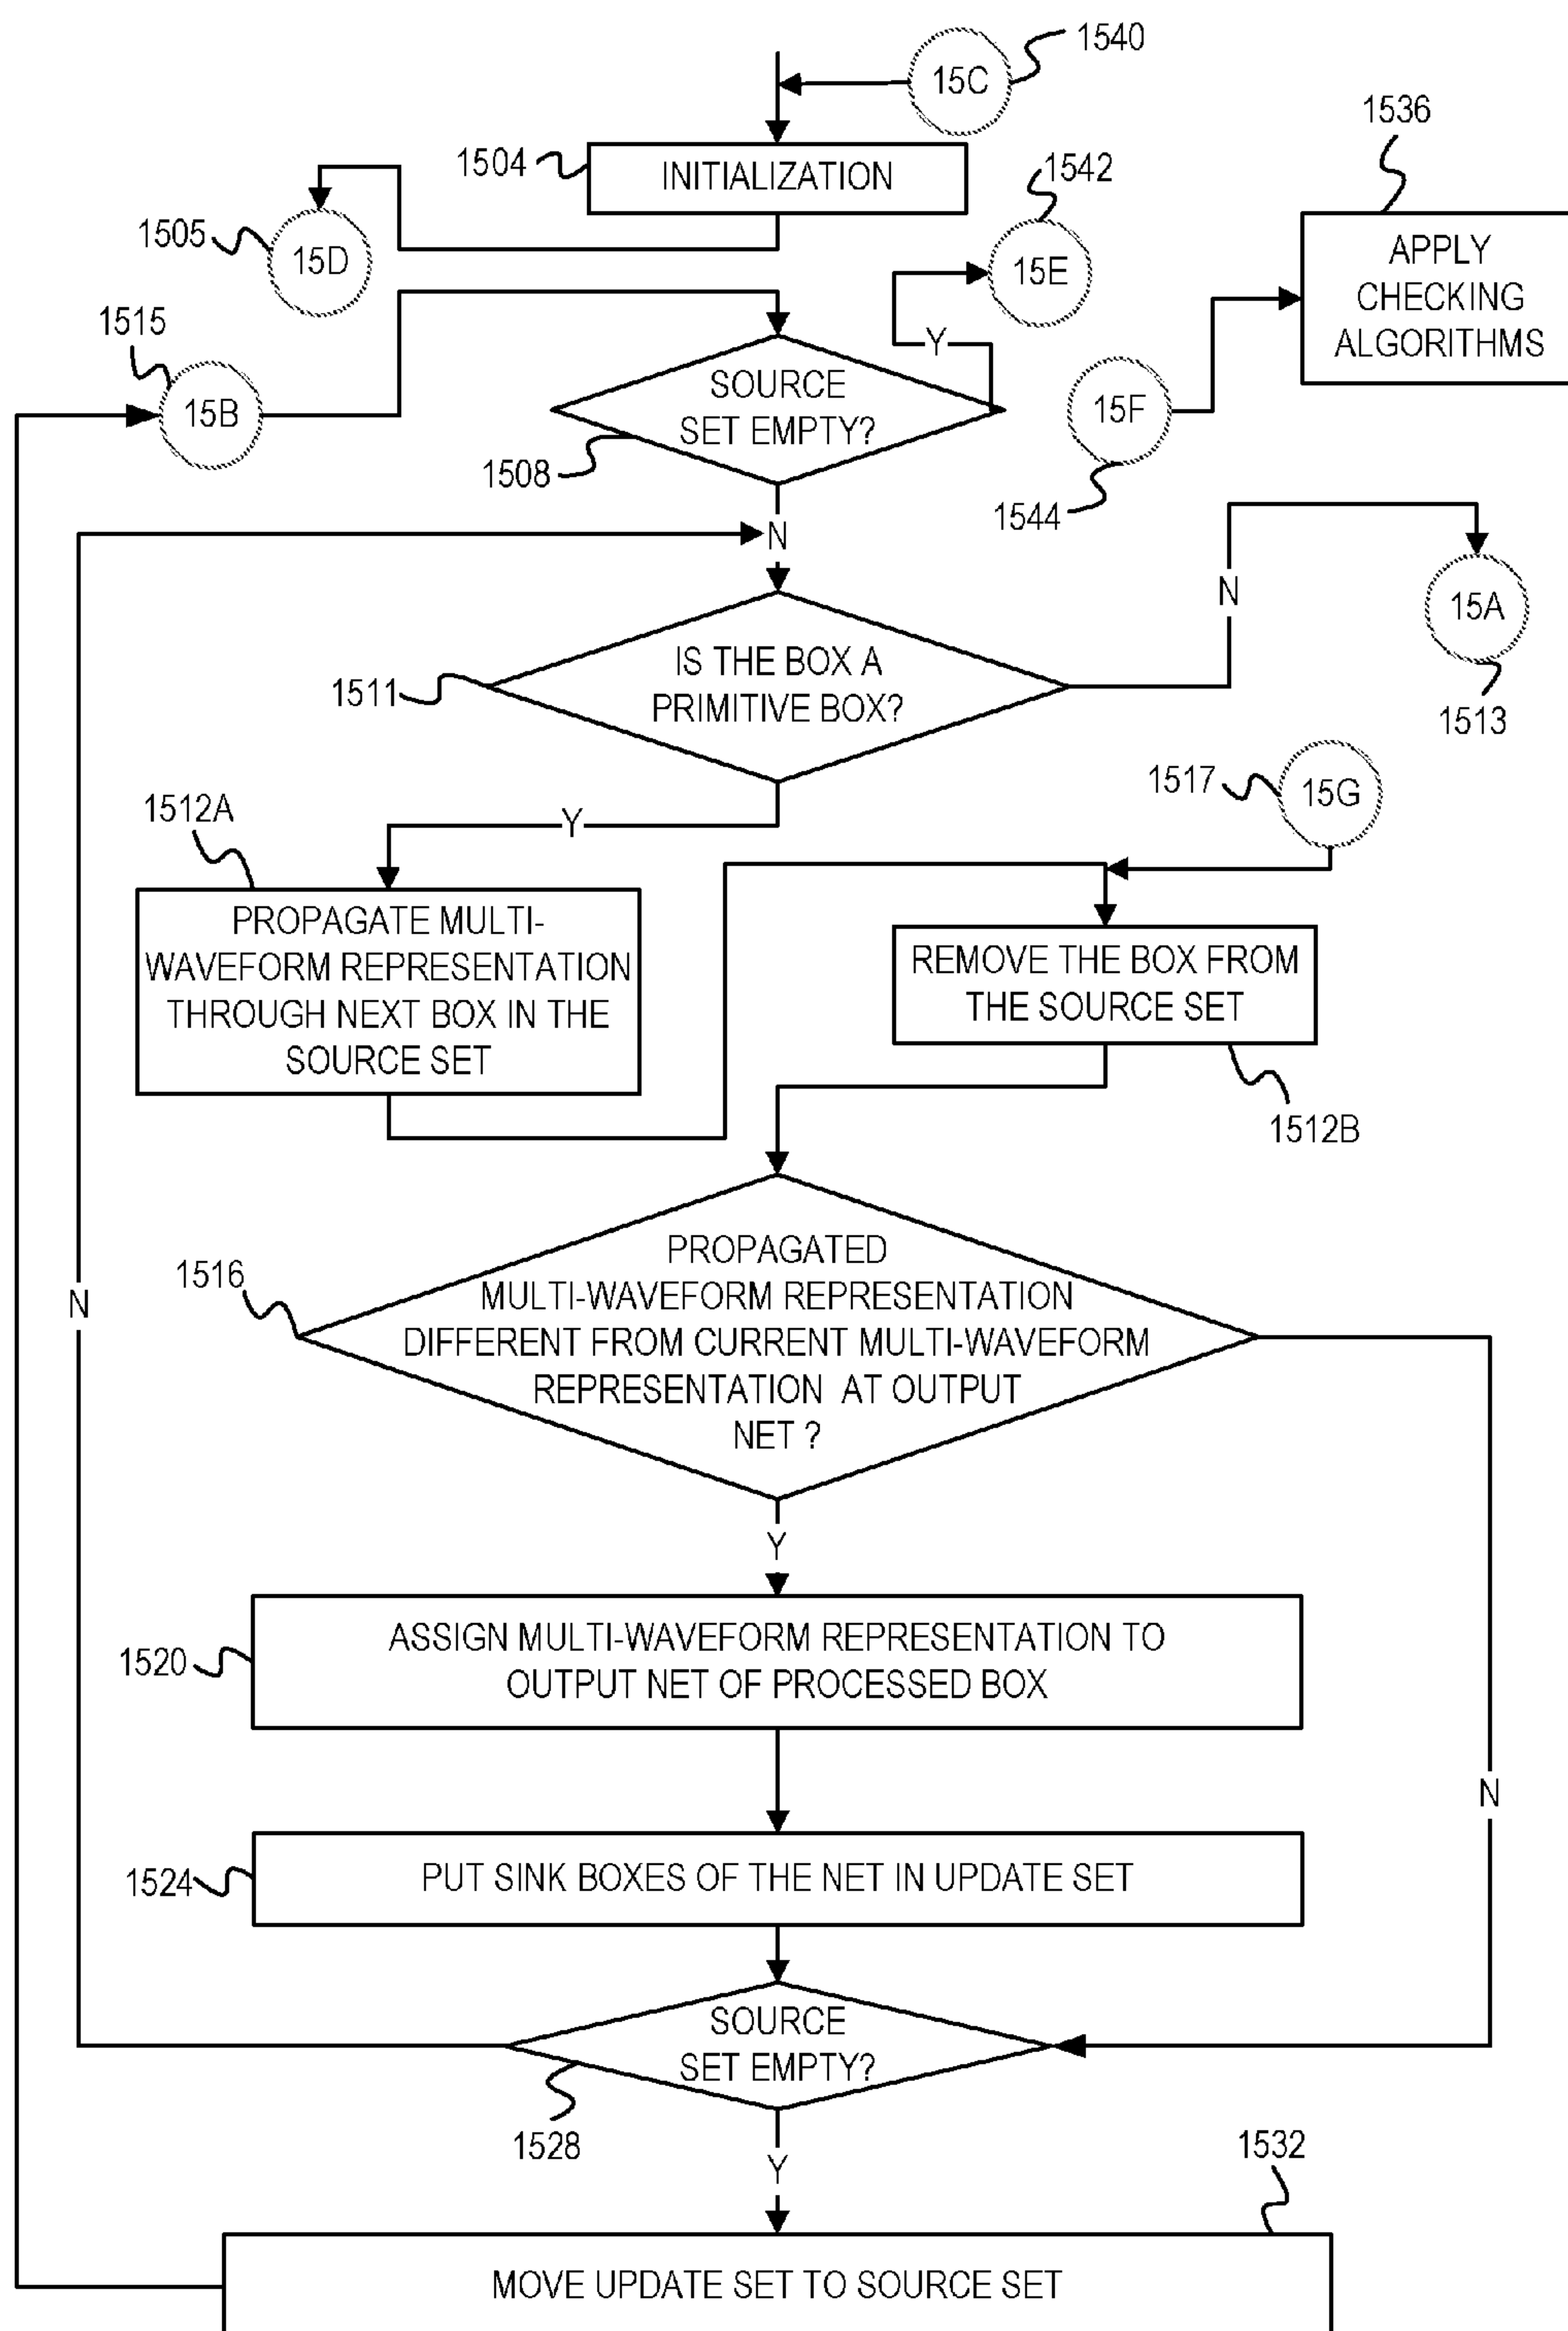 15C
1540
1504
INITIALIZATION
1536
APPLY
CHECKING
ALGORITHMS
1542
15E
1505
15D
1515
15B
Y
SOURCE
SET EMPTY?
1508
15F
1544
N
N
15A
1513
1511
IS THE BOX A
PRIMITIVE BOX?
1517
15G
1512A
Y
PROPAGATE MULTI-
WAVEFORM REPRESENTATION
THROUGH NEXT BOX IN THE
SOURCE SET
REMOVE THE BOX FROM
THE SOURCE SET
1512B
1516
PROPAGATED
MULTI-WAVEFORM REPRESENTATION
DIFFERENT FROM CURRENT MULTI-WAVEFORM
REPRESENTATION AT OUTPUT
NET ?
N
Y
1520
ASSIGN MULTI-WAVEFORM REPRESENTATION TO
OUTPUT NET OF PROCESSED BOX
N
1524
PUT SINK BOXES OF THE NET IN UPDATE SET
SOURCE
SET EMPTY?
1528
Y
1532
MOVE UPDATE SET TO SOURCE SET